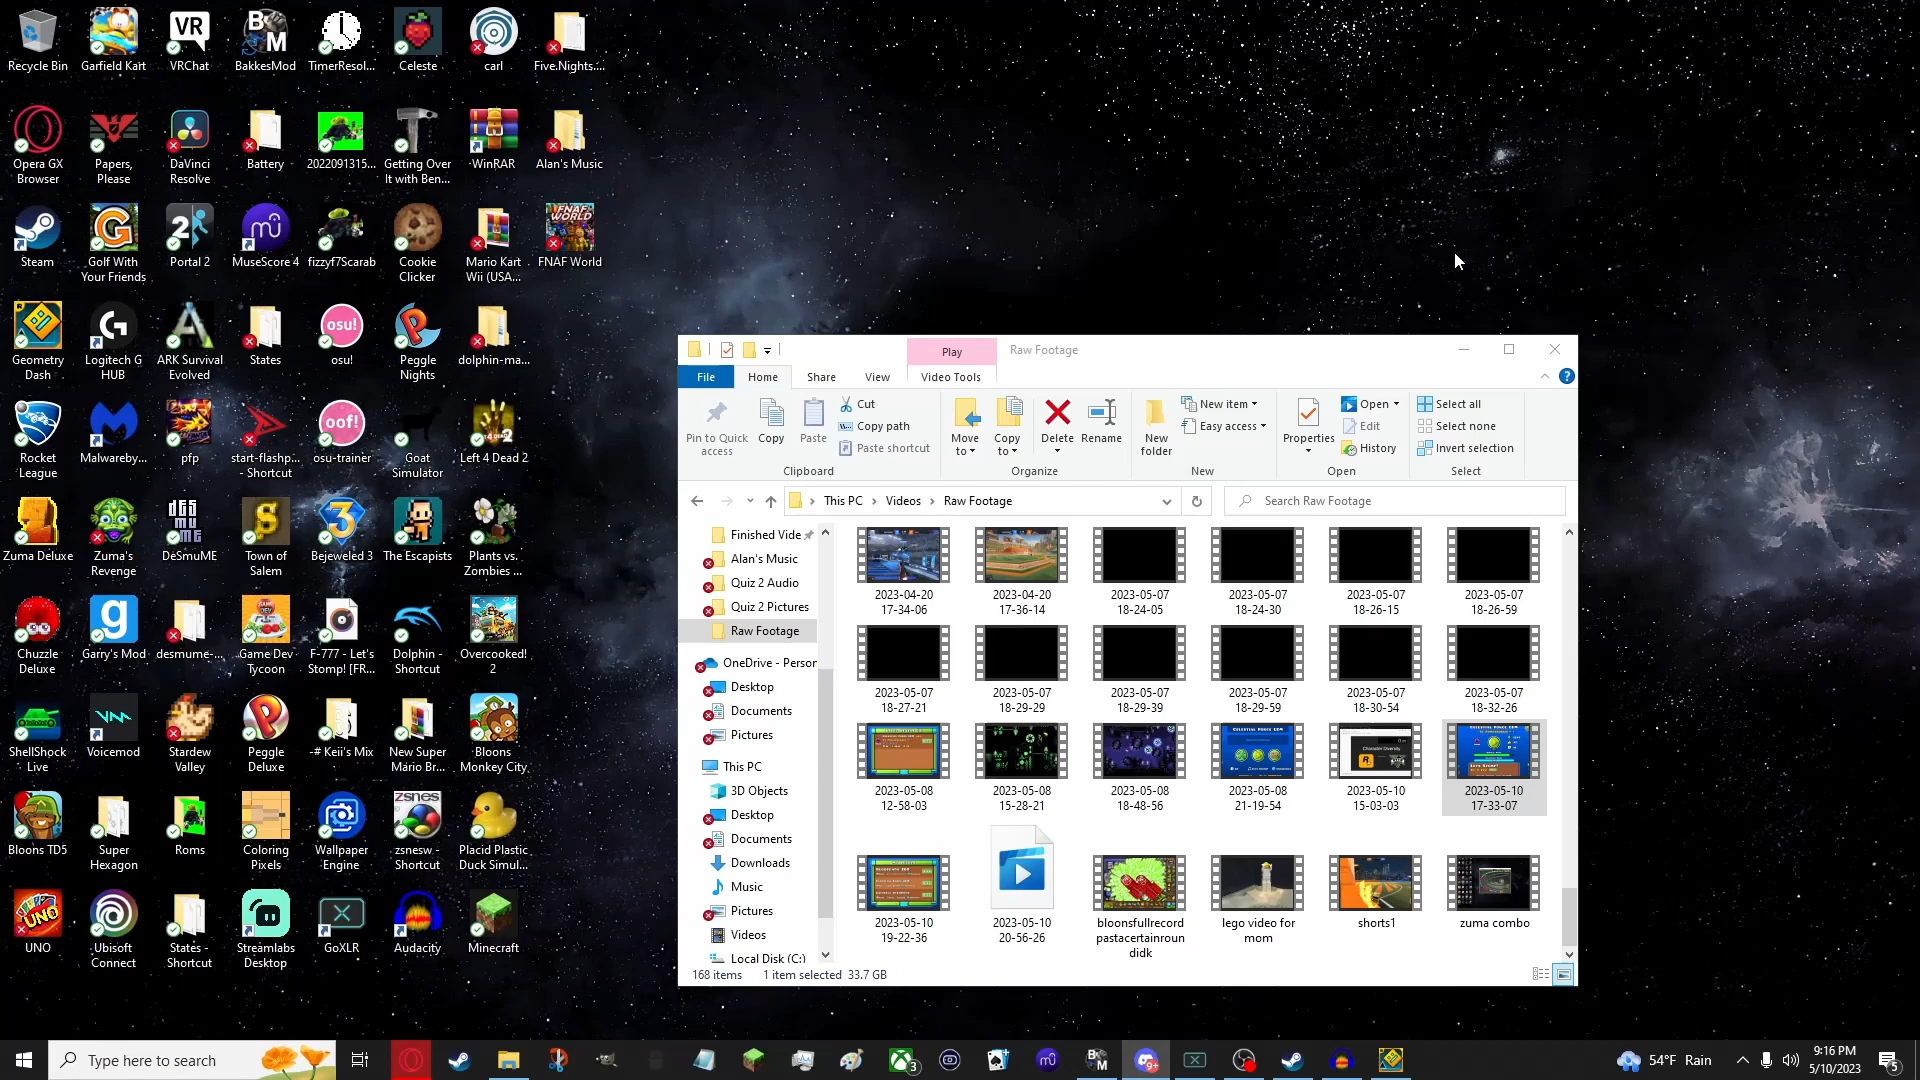 Recycle Bin
Garfield Kart
VRChat
BakkesMod
TimerResol...
Celeste
carl
Five.Nights....
Opera GX
Browser
Papers,
Please
DaVinci
Resolve
Battery
2022091315...
Getting Over
It with Ben...
WinRAR
Alan's Music
Steam
Golf With
Your Friends
Portal 2
MuseScore 4
fizzyf7Scarab
Cookie
Clicker
Mario Kart
Wii (USA...
FNAF World
Geometry
Dash
Logitech G
HUB
ARK Survival
Evolved
States
osu!
Peggle
Nights
dolphin-ma...
Rocket
League
Malwareby...
pfp
start-flashp...
- Shortcut
osu-trainer
Goat
Simulator
Left 4 Dead 2
Zuma Deluxe
Zuma's
Revenge
DeSmuME
Town of
Salem
Bejeweled 3
The Escapists
Plants vs.
Zombies ...
Chuzzle
Deluxe
Garry's Mod
desmume-...
Game Dev
Tycoon
F-777 - Let's
Stomp! [FR...
Dolphin -
Shortcut
Overcooked!
2
ShellShock
Live
Voicemod
Stardew
Valley
Peggle
Deluxe
-# Keii's Mix
New Super
Mario Br...
Bloons
Monkey City
Bloons TD5
Super
Hexagon
Roms
Coloring
Pixels
Wallpaper
Engine
zsnesw -
Shortcut
Placid Plastic
Duck Simul...
UNO
Ubisoft
Connect
States -
Shortcut
Streamlabs
Desktop
GoXLR
Audacity
Minecraft
Play
Raw Footage
File
Home
Share
View
Video Tools
Pin to Quick
access
Copy
Paste
Cut
Copy path
Paste shortcut
Clipboard
Move
to
Copy
to
Delete
Rename
Organize
New
folder
New item
Easy access
New
Properties
Open
Edit
History
Open
Select all
Select none
Invert selection
Select
This PC
Videos
Raw Footage
Search Raw Footage
Finished Vide
Alan's Music
Quiz 2 Audio
Quiz 2 Pictures
Raw Footage
OneDrive - Person
Desktop
Documents
Pictures
This PC
3D Objects
Desktop
Documents
Downloads
Music
Pictures
Videos
Local Disk (C:)
2023-04-20
17-34-06
2023-04-20
17-36-14
2023-05-07
18-24-05
2023-05-07
18-24-30
2023-05-07
18-26-15
2023-05-07
18-26-59
2023-05-07
18-27-21
2023-05-07
18-29-29
2023-05-07
18-29-39
2023-05-07
18-29-59
2023-05-07
18-30-54
2023-05-07
18-32-26
2023-05-08
12-58-03
2023-05-08
15-28-21
2023-05-08
18-48-56
2023-05-08
21-19-54
2023-05-10
15-03-03
2023-05-10
17-33-07
2023-05-10
19-22-36
2023-05-10
20-56-26
bloonsfullrecord
pastacertainroun
didk
lego video for
mom
shorts1
zuma combo
168 items
1 item selected 33.7 GB
Type here to search
54°F Rain
9:16 PM
5/10/2023